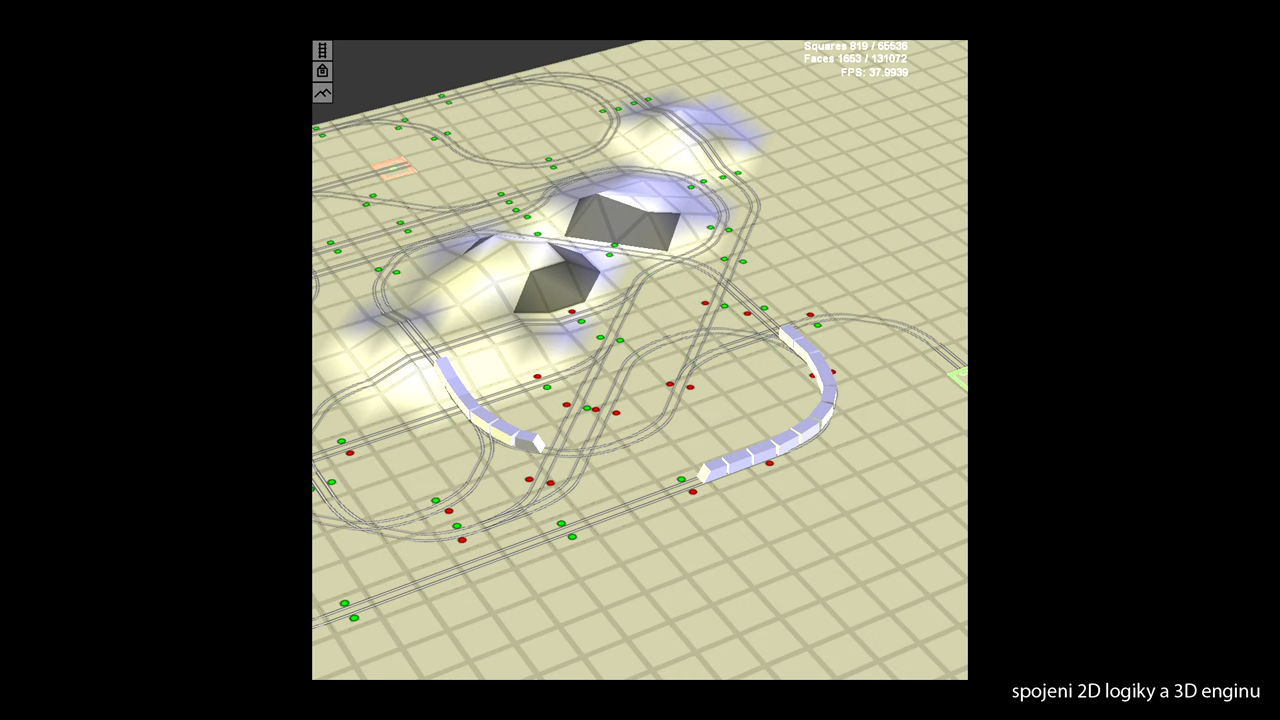 Squares 819 / 65536
Faces 1653 / 131072
FPS: 37.9939
spojeni 2D logiky a 3D enginu